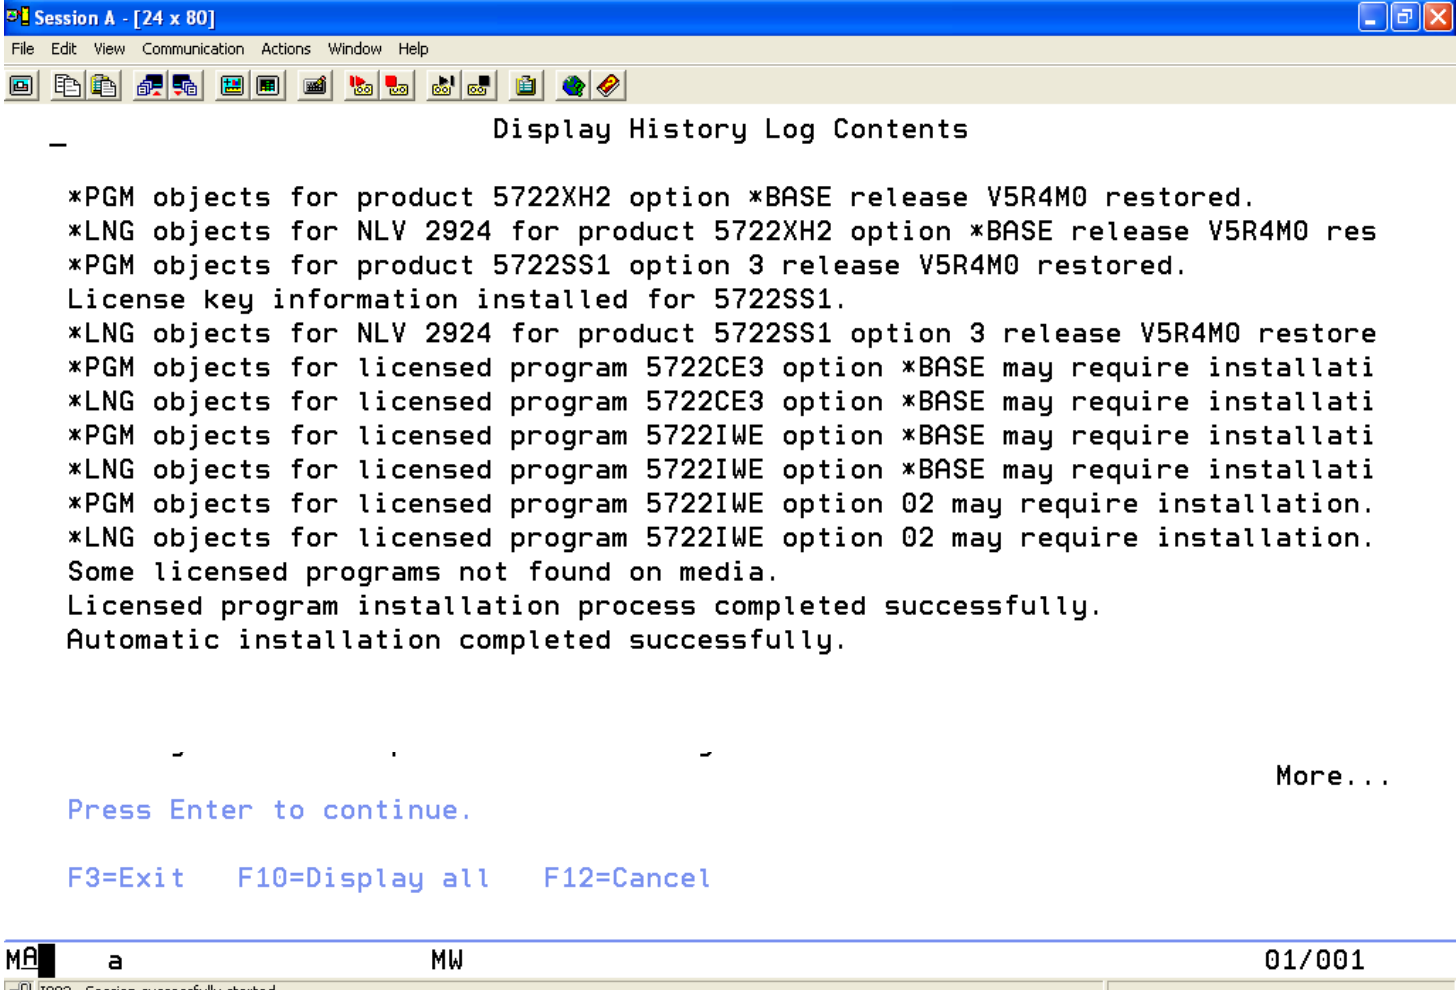 Session A - [24 x 80]
File Edit View Communication Actions Window Help
Display History Log Contents
*PGM objects for product 5722XH2 option *BASE release V5R4M0 restored.
*LNG objects for NLV 2924 for product 5722XH2 option *BASE release V5R4M0 res
*PGM objects for product 5722SS1 option 3 release V5R4M0 restored.
License key information installed for 5722SS1.
*LNG objects for NLV 2924 for product 5722SS1 option 3 release V5R4M0 restore
*PGM objects for licensed program 5722CE3 option *BASE may require installati
*LNG objects for licensed program 5722CE3 option *BASE may require installati
*PGM objects for licensed program 5722IWE option *BASE may require installati
*LNG objects for licensed program 5722IWE option *BASE may require installati
*PGM objects for licensed program 5722IWE option 02 may require installation.
*LNG objects for licensed program 5722IWE option 02 may require installation.
Some licensed programs not found on media.
Licensed program installation process completed successfully.
Automatic installation completed successfully.
More...
Press Enter to continue.
F3=Exit F10=Display all F12=Cancel
MA a MW 01/001
Session successfully started